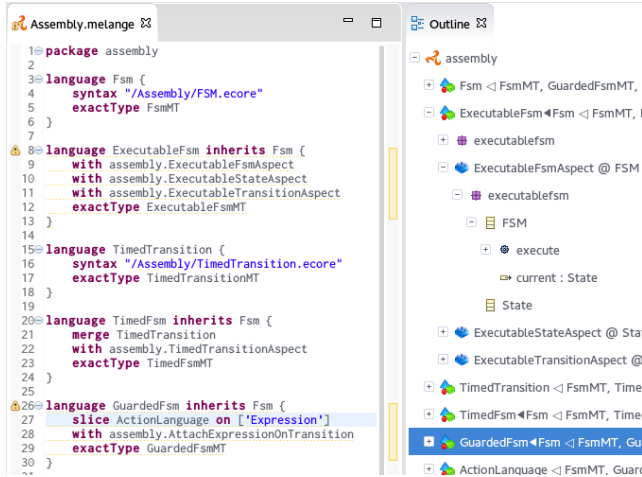 Assembly.melange
1 package assembly
2
3 language Fsm {
4 syntax "/Assembly/FSM.ecore"
5 exactType FsmMT
6 }
7
8 language ExecutableFsm inherits Fsm {
9 with assembly.ExecutableFsmAspect
10 with assembly.ExecutableStateAspect
11 with assembly.ExecutableTransitionAspect
12 exactType ExecutableFsmMT
13 }
14
15 language TimedTransition {
16 syntax "/Assembly/TimedTransition.ecore"
17 exactType TimedTransitionMT
18 }
19
20 language TimedFsm inherits Fsm {
21 merge TimedTransition
22 with assembly.TimedTransitionAspect
23 exactType TimedFsmMT
24 }
25
26 language GuardedFsm inherits Fsm {
27 slice ActionLanguage on ['Expression']
28 with assembly.AttachExpressionOnTransition
29 exactType GuardedFsmMT
30 }
Outline
assembly
Fsm ◁ FsmMT, GuardedFsmMT,
ExecutableFsm◀Fsm ◁ FsmMT,
executablefsm
ExecutableFsmAspect @ FSM
executablefsm
FSM
execute
current : State
State
ExecutableStateAspect @ Sta
ExecutableTransitionAspect @
TimedTransition ◁ FsmMT, Time
TimedFsm◀Fsm ◁ FsmMT, Time
GuardedFsm◀Fsm ◁ FsmMT, Gu
ActionLanguage ◁ FsmMT, Guard